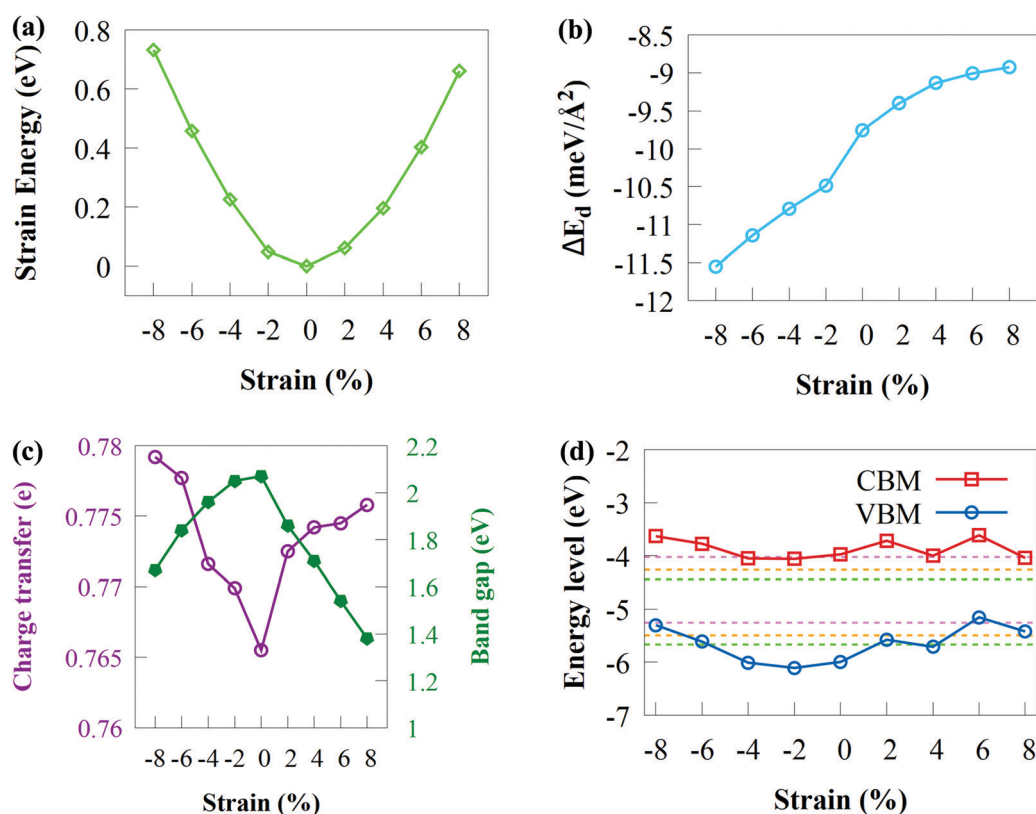 (a)
Strain Energy (eV)
0.8
0.6
0.4
0.2
0
-8 -6 -4 -2 0 2 4 6 8
Strain (%)
(b)
ΔE_d (meV/Å²)
-8.5
-9
-9.5
-10
-10.5
-11
-11.5
-12
-8 -6 -4 -2 0 2 4 6 8
Strain (%)
(c)
Charge transfer (e)
0.78
0.775
0.77
0.765
0.76
2.2
2
1.8
1.6
1.4
1.2
1
Band gap (eV)
-8 -6 -4 -2 0 2 4 6 8
Strain (%)
(d)
Energy level (eV)
-2
-3
-4
-5
-6
-7
CBM
VBM
-8 -6 -4 -2 0 2 4 6 8
Strain (%)